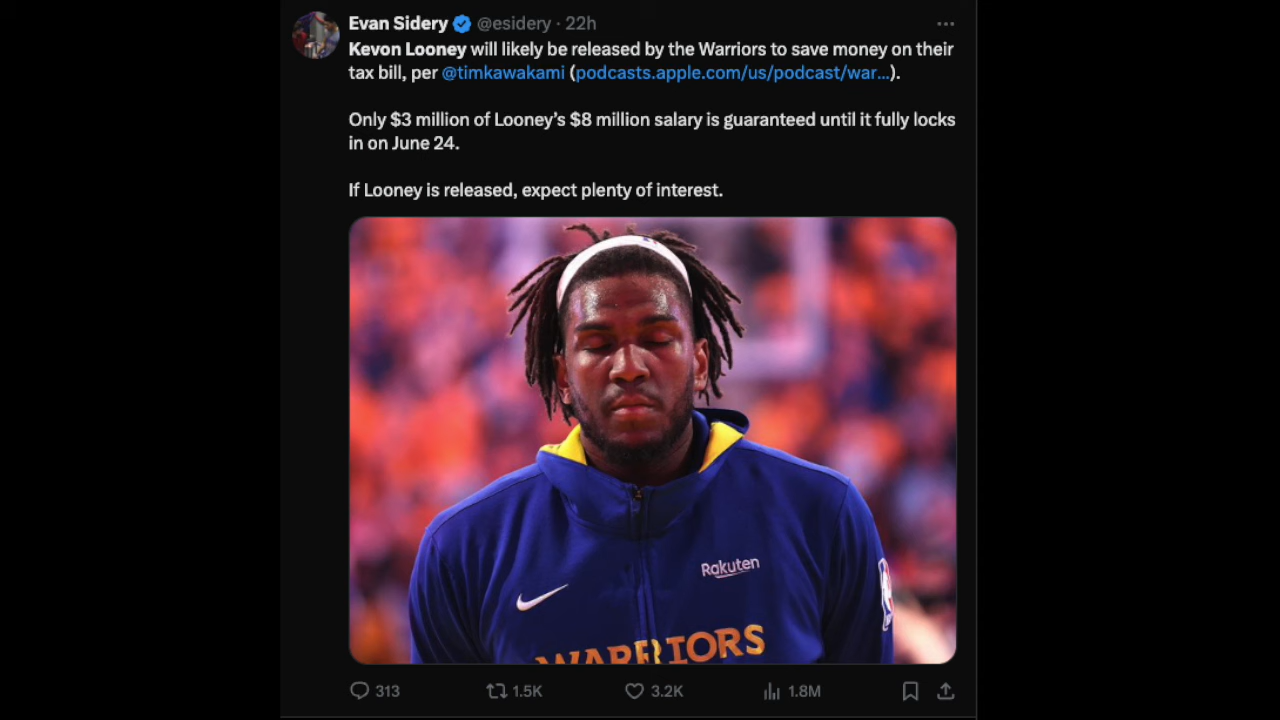 Evan Sidery @esidery · 22h
Kevon Looney will likely be released by the Warriors to save money on their
tax bill, per @timkawakami (podcasts.apple.com/us/podcast/war...).
Only $3 million of Looney’s $8 million salary is guaranteed until it fully locks
in on June 24.
If Looney is released, expect plenty of interest.
Rakuten
WARRIORS
313 1.5K 3.2K 1.8M